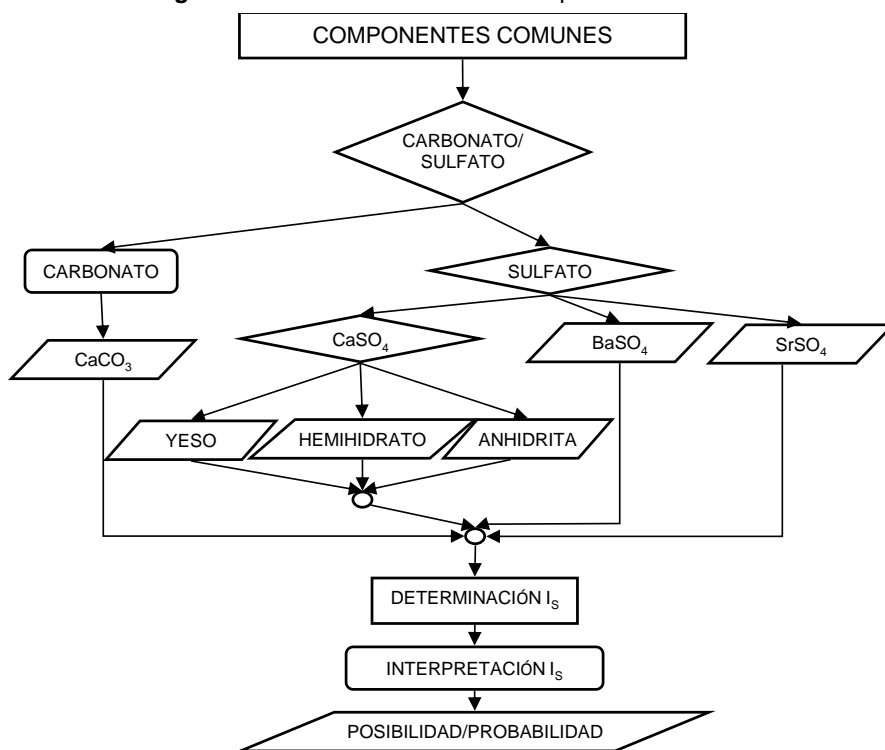 COMPONENTES COMUNES
CARBONATO/
SULFATO
CARBONATO
SULFATO
CaCO₃
CaSO₄
BaSO₄
SrSO₄
YESO
HEMIHIDRATO
ANHIDRITA
DETERMINACIÓN Iₛ
INTERPRETACIÓN Iₛ
POSIBILIDAD/PROBABILIDAD